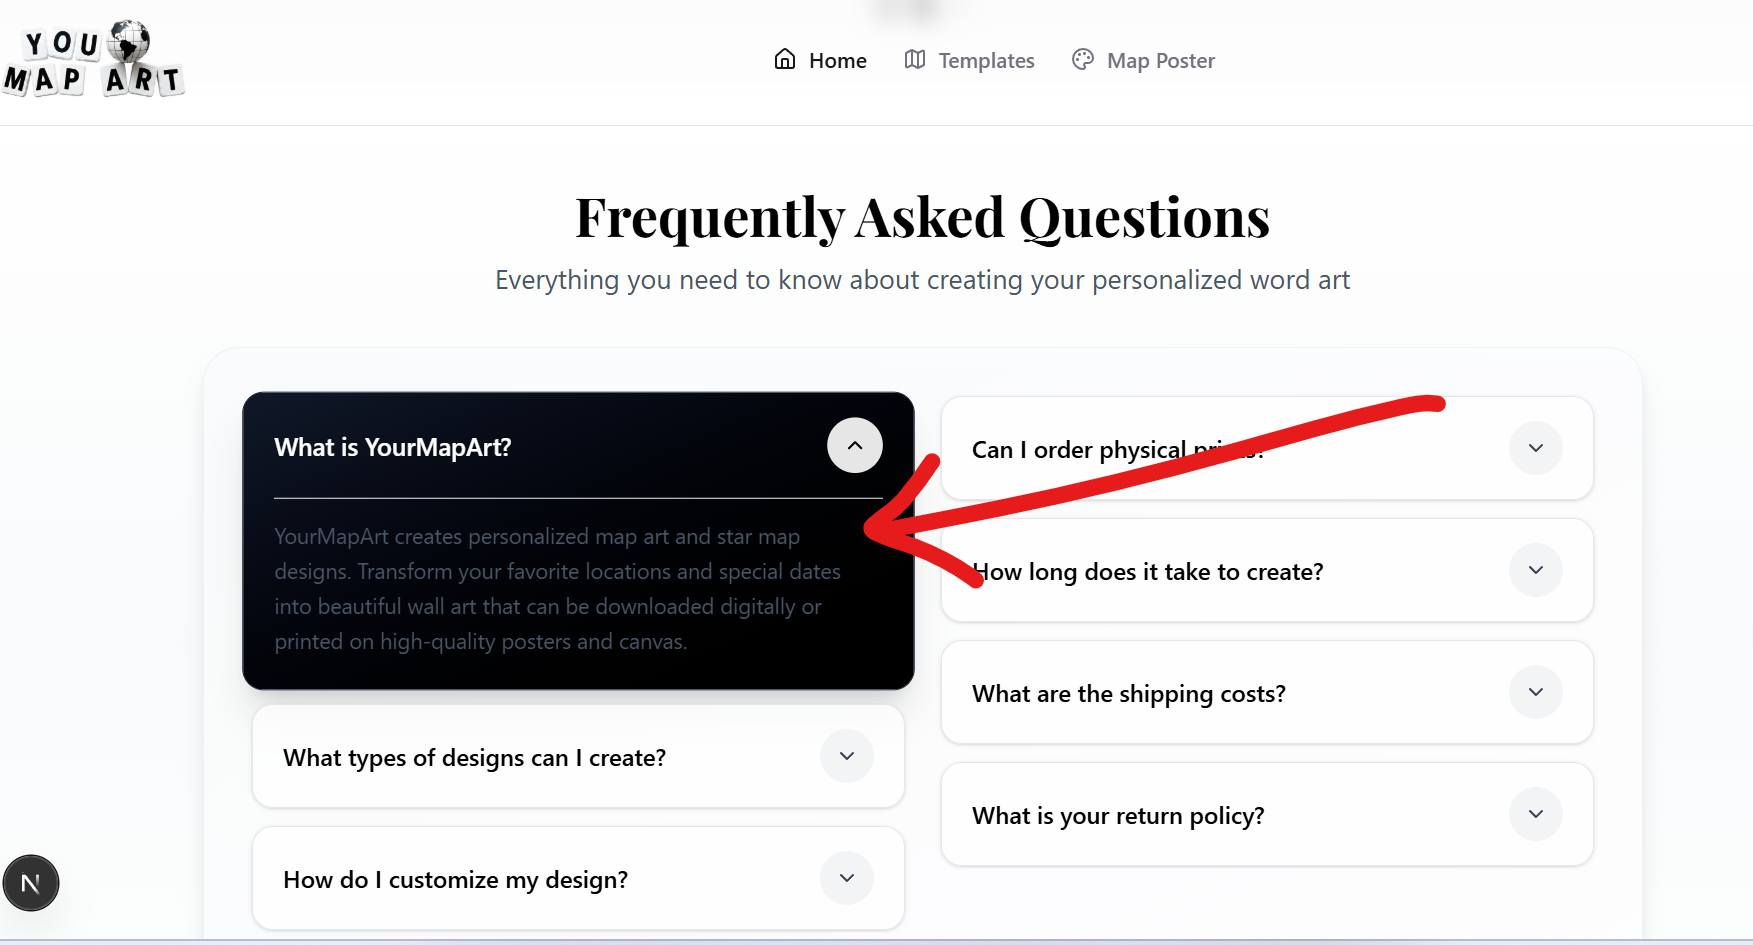 YOU
MAP ART
Home
Templates
Map Poster
Frequently Asked Questions
Everything you need to know about creating your personalized word art
What is YourMapArt?
YourMapArt creates personalized map art and star map
designs. Transform your favorite locations and special dates
into beautiful wall art that can be downloaded digitally or
printed on high-quality posters and canvas.
What types of designs can I create?
How do I customize my design?
Can I order physical prints?
How long does it take to create?
What are the shipping costs?
What is your return policy?
N